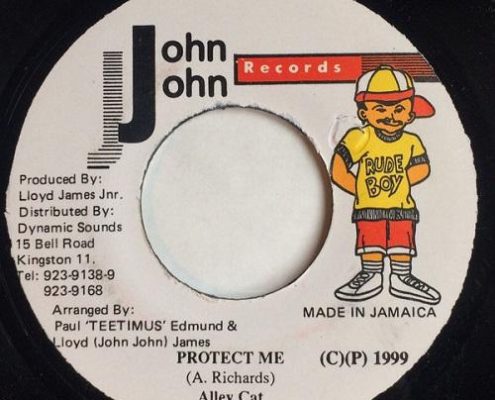 John
John
Records
RUDE
BOY
Produced By:
Lloyd James Jnr.
Distributed By:
Dynamic Sounds
15 Bell Road
Kingston 11.
Tel: 923-9138-9
923-9168
MADE IN JAMAICA
Arranged By:
Paul 'TEETIMUS' Edmund &
Lloyd (John John) James
PROTECT ME
(C)(P) 1999
(A. Richards)
Alley Cat